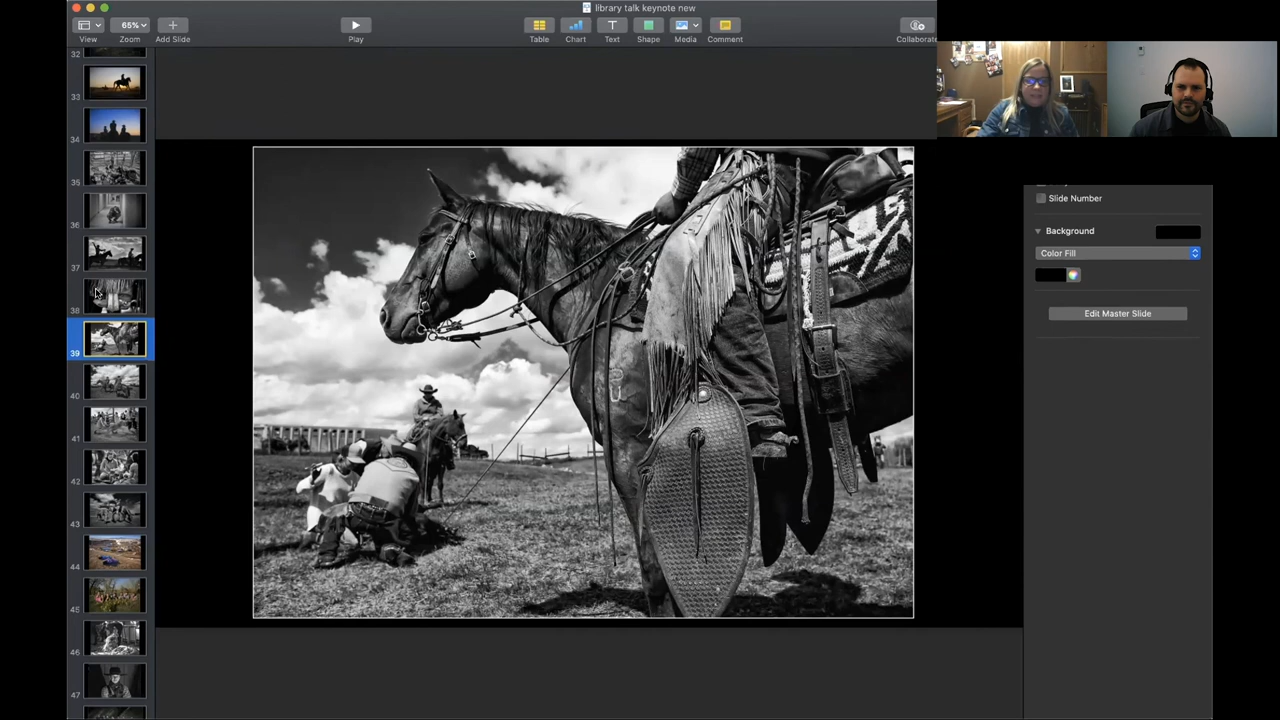 library talk keynote new
65%
View
Zoom
Add Slide
Play
Table
Chart
Text
Shape
Media
Comment
Collaborate
32
33
34
35
36
37
38
39
40
41
42
43
44
45
46
47
Slide Number
Background
Color Fill
Edit Master Slide